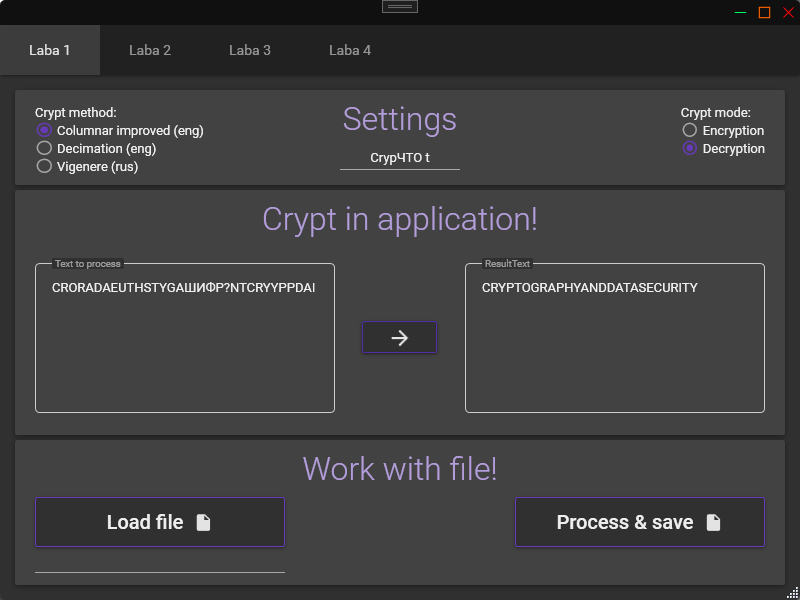 Laba 1
Laba 2
Laba 3
Laba 4
Crypt method:
Columnar improved (eng)
Decimation (eng)
Vigenere (rus)
Settings
CrypЧТО t
Crypt mode:
Encryption
Decryption
Crypt in application!
Text to process
CRORADAEUTHSTYGAШИФР?NTCRYYPPDAI
ResultText
CRYPTOGRAPHYANDDATASECURITY
Work with file!
Load file
Process & save